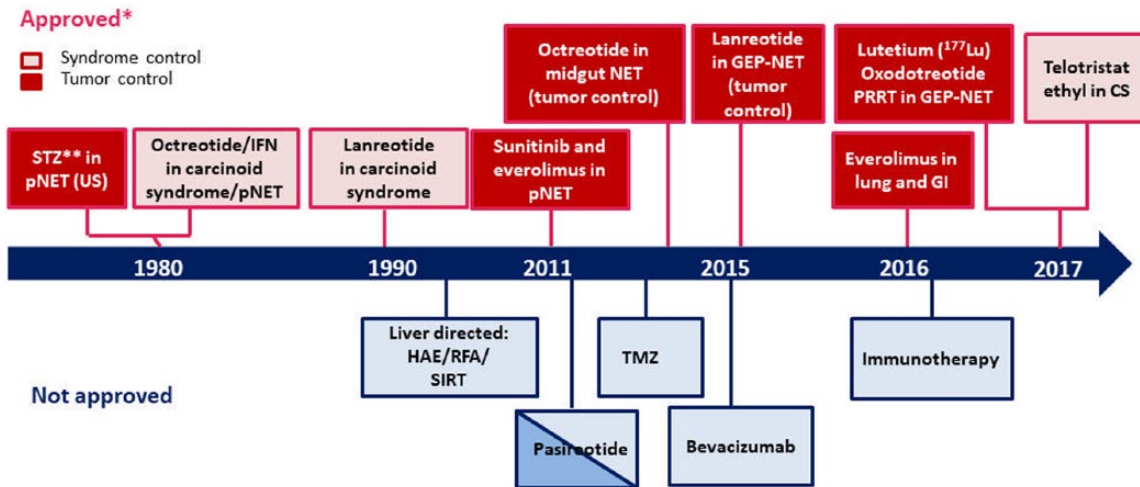 Approved*
Syndrome control
Tumor control
STZ** in
pNET (US)
Octreotide/IFN
in carcinoid
syndrome/pNET
Lanreotide
in carcinoid
syndrome
Octreotide in
midgut NET
(tumor control)
Sunitinib and
everolimus in
pNET
Lanreotide
in GEP-NET
(tumor
control)
Lutetium (¹⁷⁷Lu)
Oxodotreotide
PRRT in GEP-NET
Everolimus in
lung and GI
Telotristat
ethyl in CS
1980
1990
2011
2015
2016
2017
Liver directed:
HAE/RFA/
SIRT
Pasireotide
TMZ
Bevacizumab
Immunotherapy
Not approved